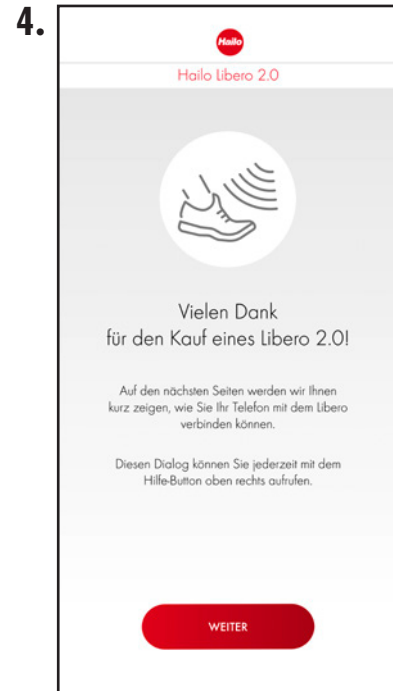 4.
Hailo
Hailo Libero 2.0
Vielen Dank
für den Kauf eines Libero 2.0!
Auf den nächsten Seiten werden wir Ihnen
kurz zeigen, wie Sie Ihr Telefon mit dem Libero
verbinden können.
Diesen Dialog können Sie jederzeit mit dem
Hilfe-Button oben rechts aufrufen.
WEITER